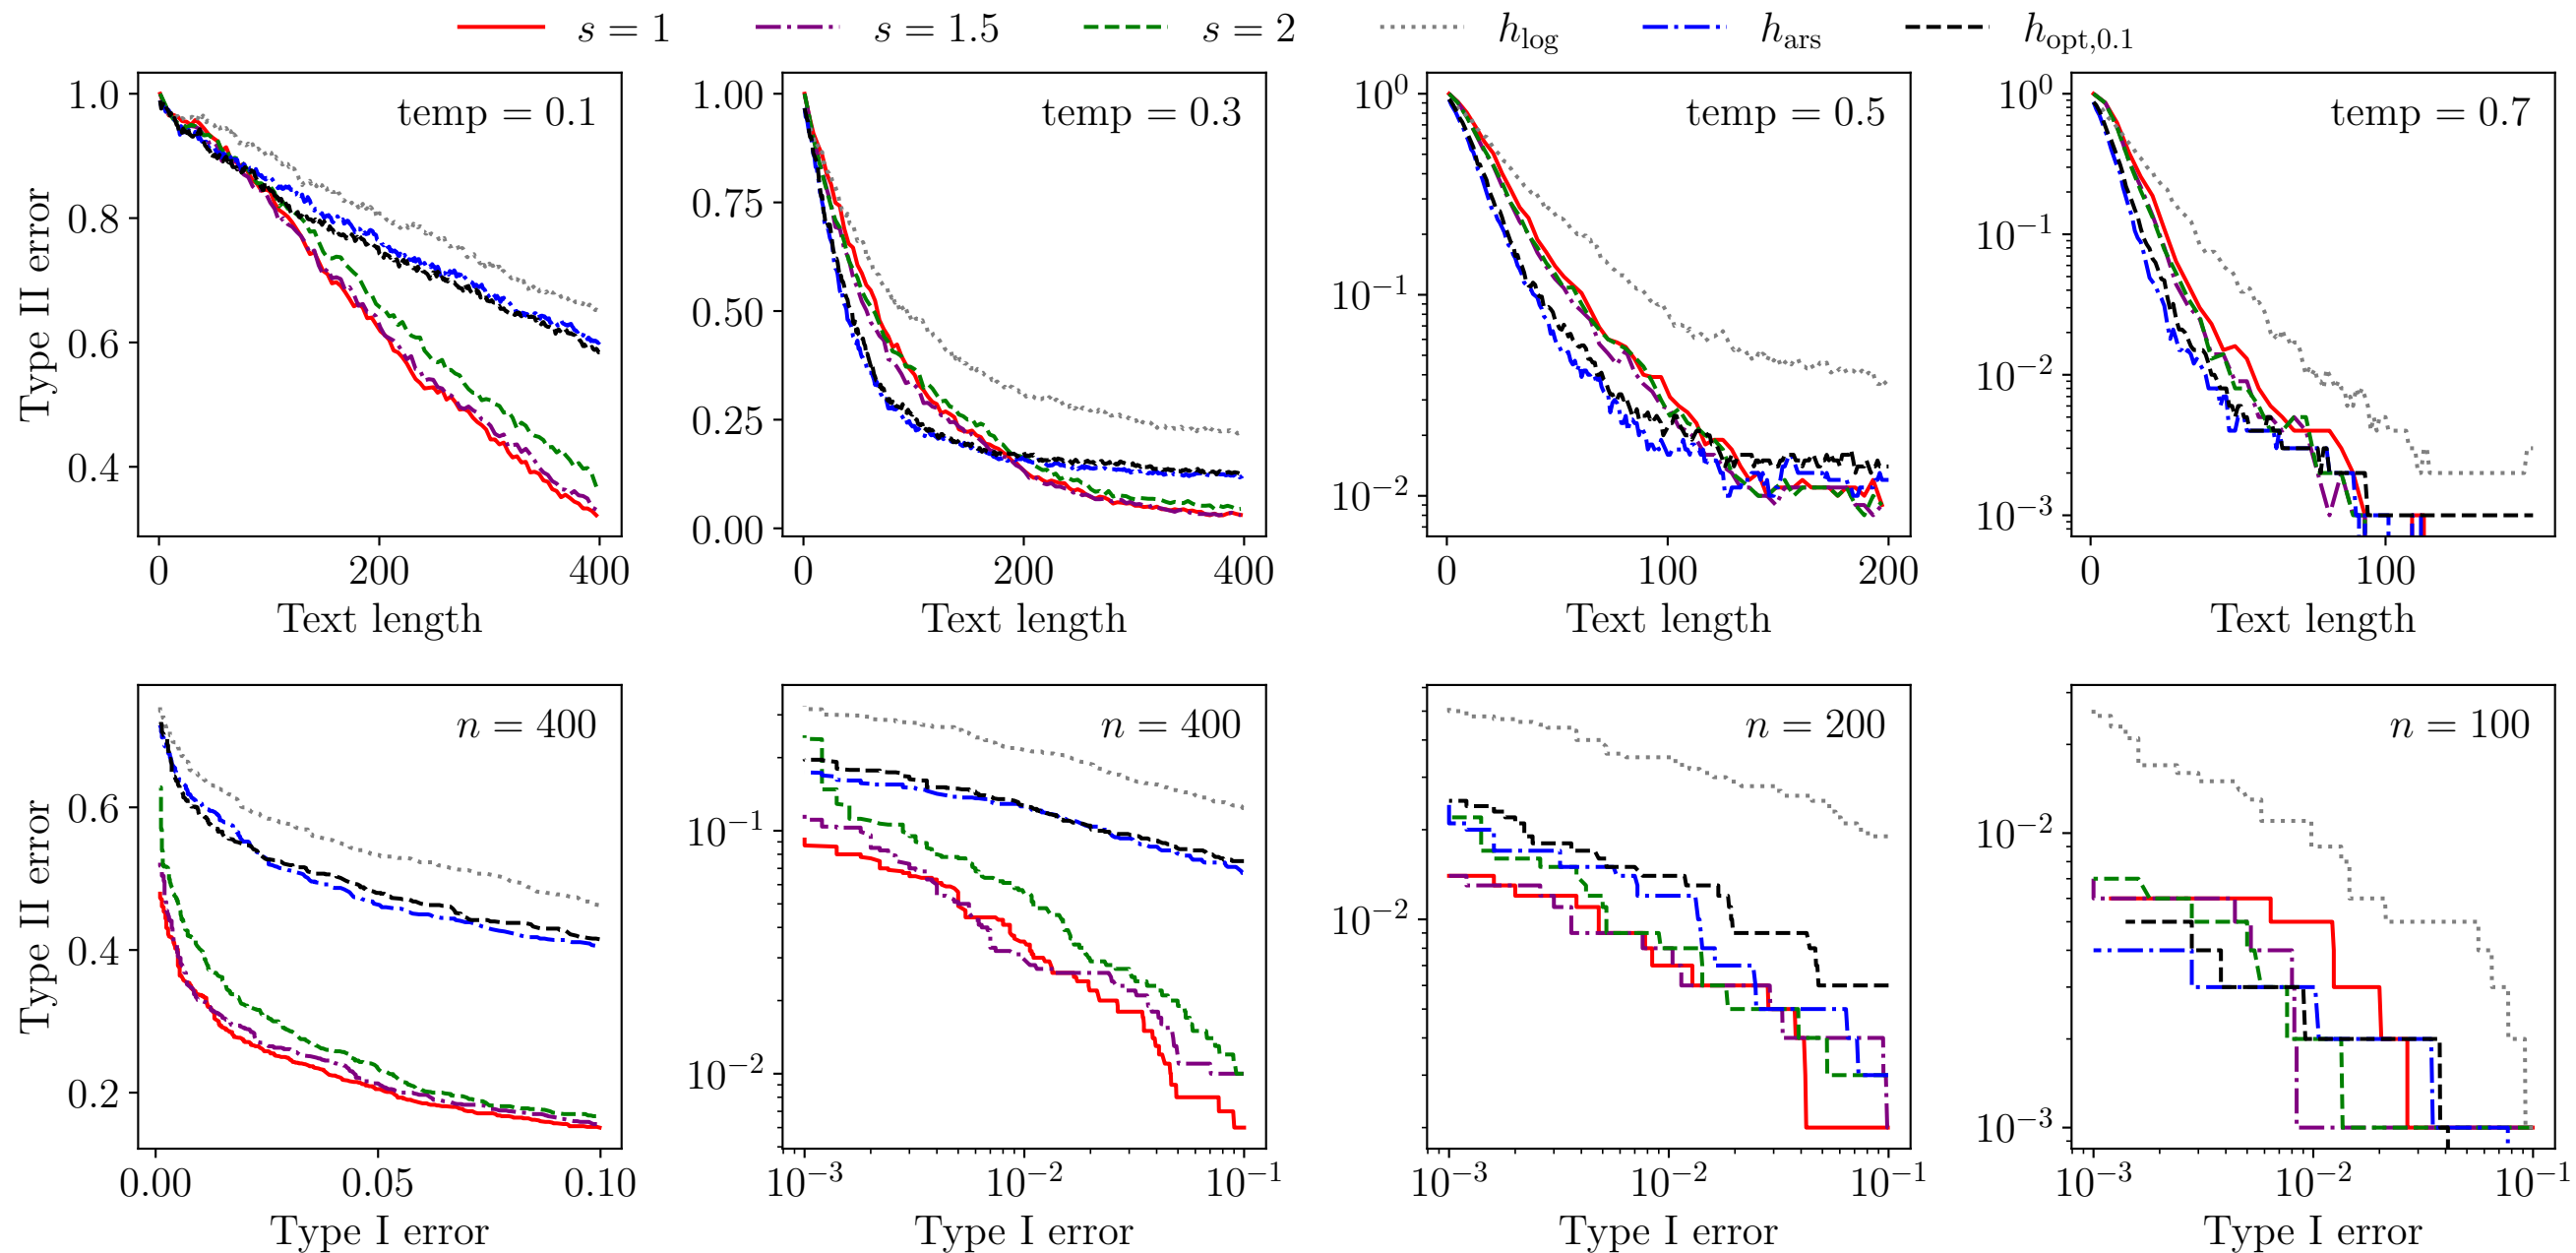 s = 1 s = 1.5 s = 2 h_log h_ars h_opt,0.1
temp = 0.1 temp = 0.3 temp = 0.5 temp = 0.7
Type II error
1.0
0.8
0.6
0.4
0 200 400
Text length
1.00
0.75
0.50
0.25
0.00
0 200 400
Text length
10^0
10^-1
10^-2
0 100 200
Text length
10^0
10^-1
10^-2
10^-3
0 100
Text length
n = 400 n = 400 n = 200 n = 100
Type II error
0.6
0.4
0.2
0.00 0.05 0.10
Type I error
10^-1
10^-2
10^-3 10^-2 10^-1
Type I error
10^-2
10^-3 10^-2 10^-1
Type I error
10^-2
10^-3
10^-3 10^-2 10^-1
Type I error